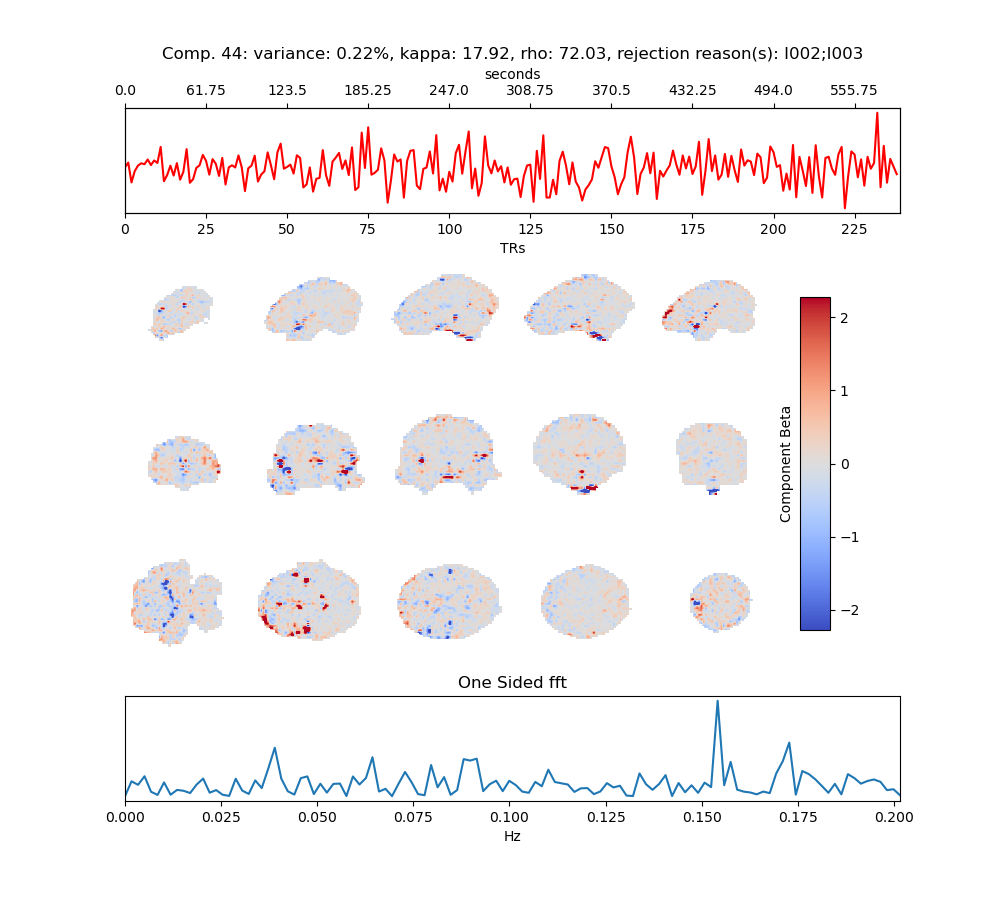 Comp. 44: variance: 0.22%, kappa: 17.92, rho: 72.03, rejection reason(s): I002;I003
seconds
0.0 61.75 123.5 185.25 247.0 308.75 370.5 432.25 494.0 555.75
0 25 50 75 100 125 150 175 200 225
TRs
2
1
0
−1
−2
Component Beta
One Sided fft
0.000 0.025 0.050 0.075 0.100 0.125 0.150 0.175 0.200
Hz